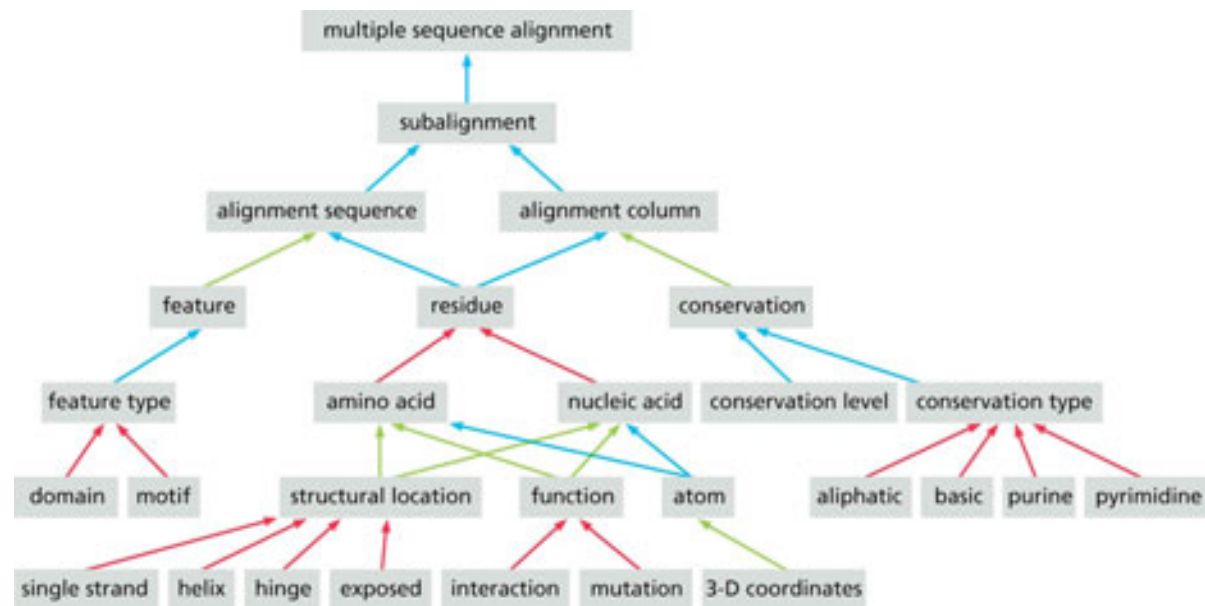 multiple sequence alignment
subalignment
alignment sequence
alignment column
feature
residue
conservation
feature type
amino acid
nucleic acid
conservation level
conservation type
domain
motif
structural location
function
atom
aliphatic
basic
purine
pyrimidine
single strand
helix
hinge
exposed
interaction
mutation
3-D coordinates